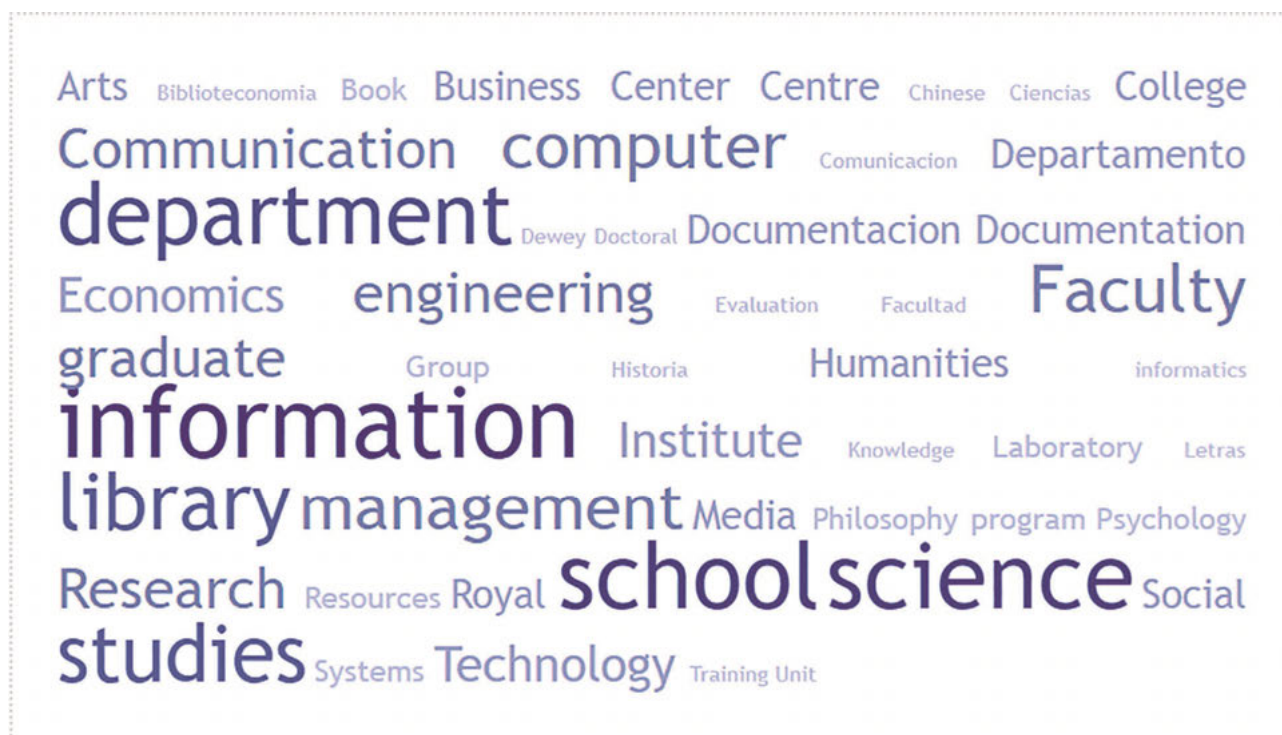 Arts Biblioteconomia Book Business Center Centre Chinese Ciencias College
Communication computer Comunicacion Departamento
department Dewey Doctoral Documentacion Documentation
Economics engineering Evaluation Facultad Faculty
graduate Group Historia Humanities informatics
information Institute Knowledge Laboratory Letras
library management Media Philosophy program Psychology
Research Resources Royal school science Social
studies Systems Technology Training Unit